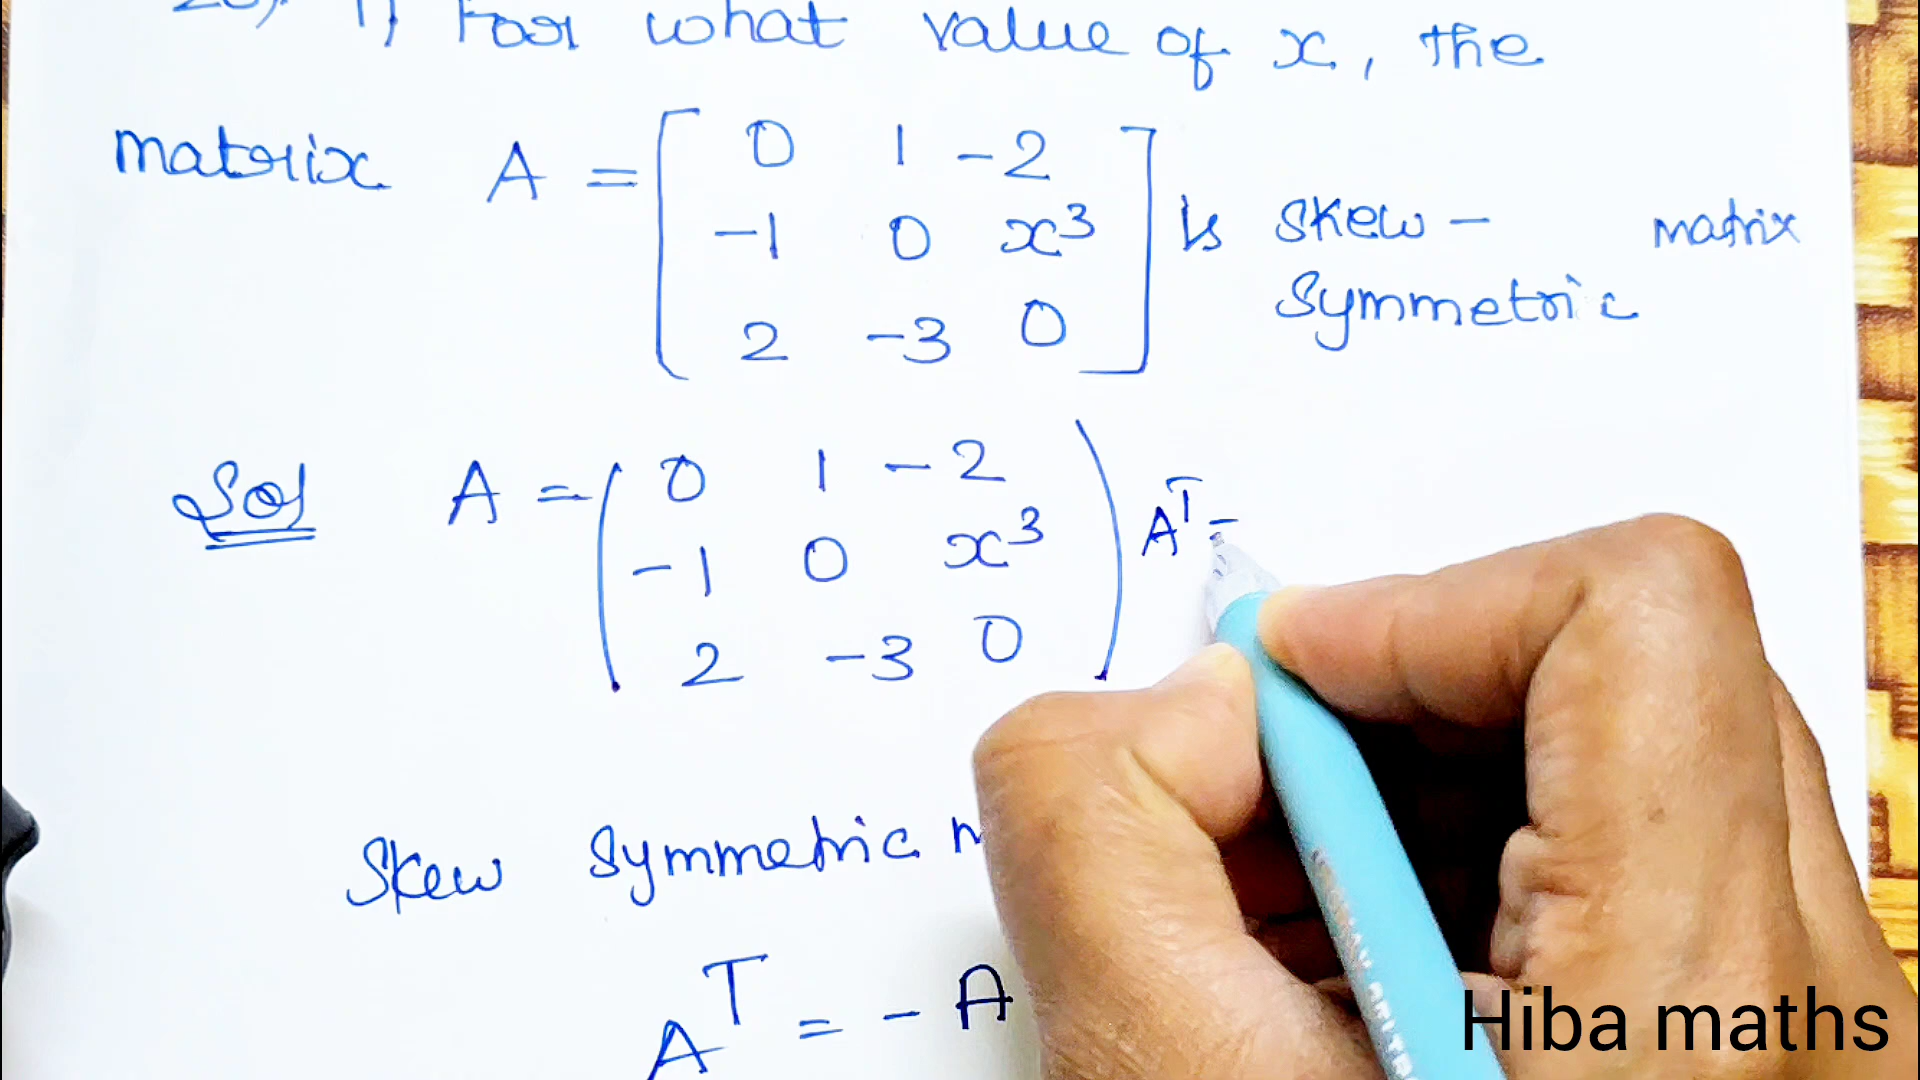 1) For what value of x, the
matrix A = [ 0 1 -2
-1 0 x³
2 -3 0 ] is skew - symmetric matrix
Sol A = ( 0 1 -2
-1 0 x³
2 -3 0 ) Aᵀ =
Skew symmetric
Aᵀ = - A
Hiba maths